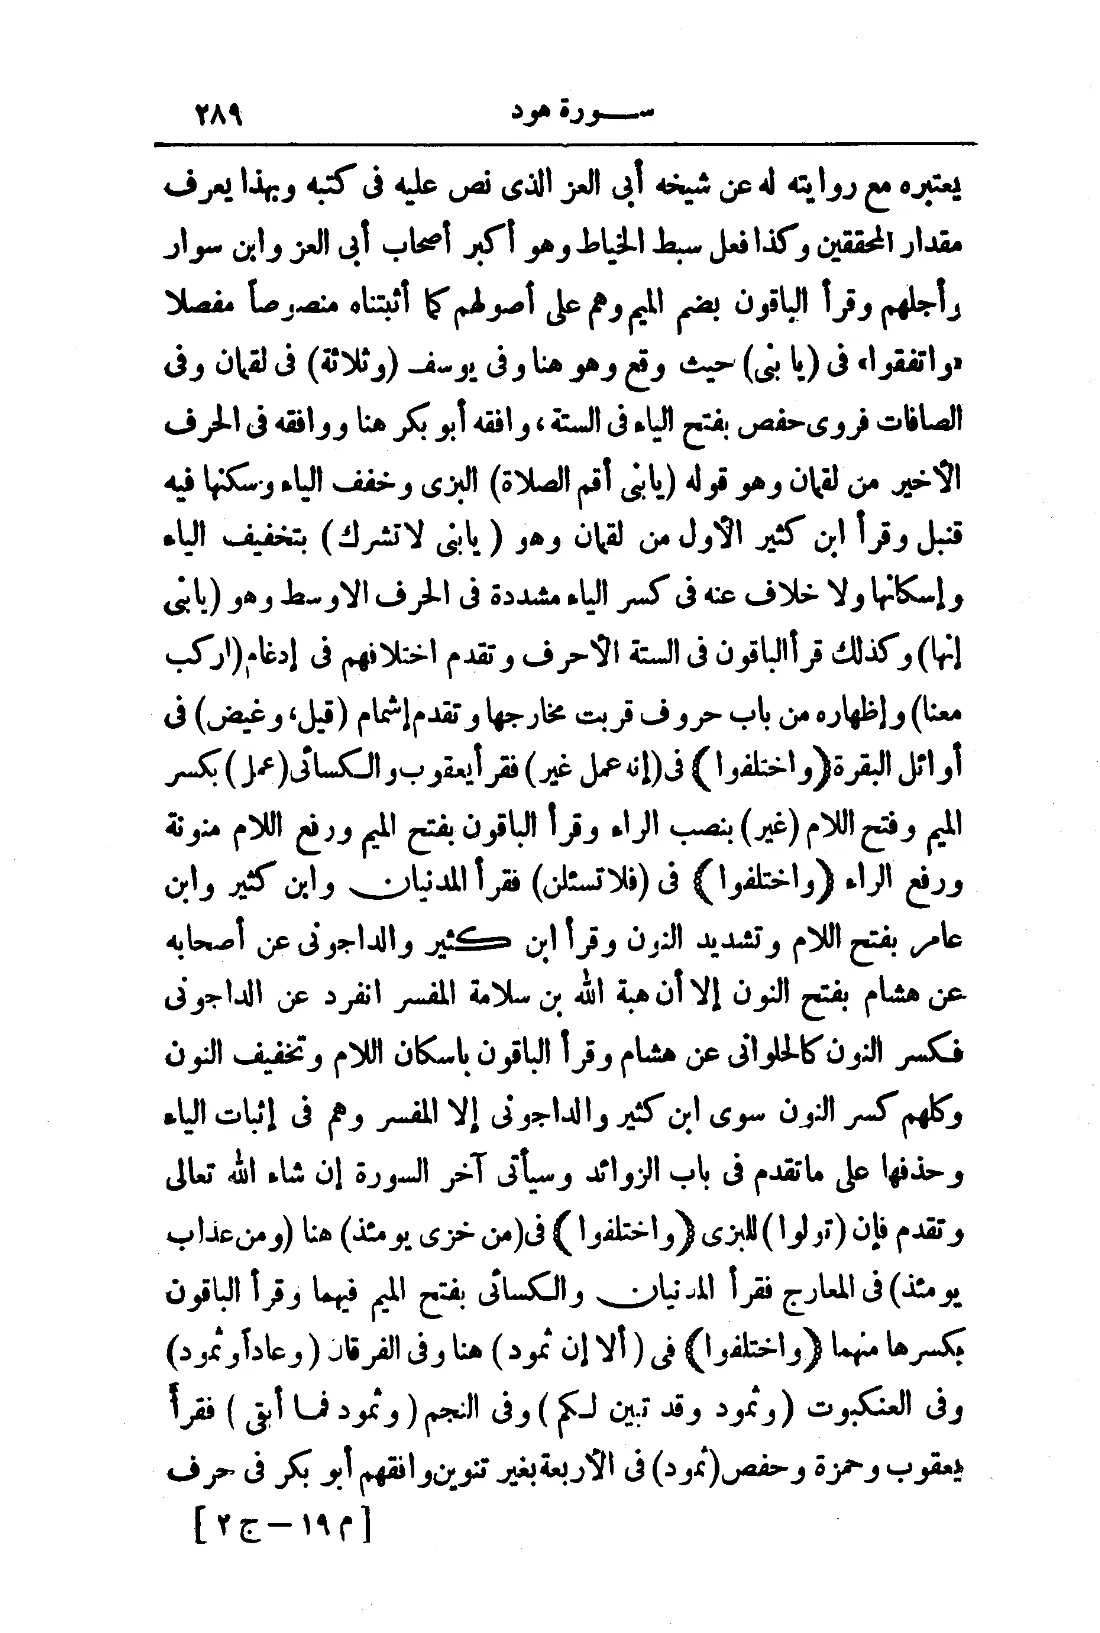 سورة هود ٢٨٩
يعتبره مع روايته له عن شيخه أبى العز الذى نص عليه فى كتبه وبهذا يعرف
مقدار المحققين وكذا فعل سبط الخياط وهو أكبر أصحاب أبى العز وابن سوار
وأجلهم وقرأ الباقون بضم الميم وهم على أصولهم كما أثبتناه منصوصاً مفصلا
«واتفقوا» فى (يا بنى) حيث وقع وهو هنا وفى يوسف (وثلاثة) فى لقمان وفى
الصافات فروى حفص بفتح الياء فى الستة، وافقه أبو بكر هنا ووافقه فى الحرف
الأخير من لقمان وهو قوله (يابنى أقم الصلاة) البزى وخفف الياء وسكنها فيه
قنبل وقرأ ابن كثير الأول من لقمان وهو ( يابنى لاتشرك ) بتخفيف الياء
وإسكانها ولا خلاف عنه فى كسر الياء مشددة فى الحرف الاوسط وهو (يابنى
إنها) وكذلك قرأ الباقون فى الستة الأحرف وتقدم اختلافهم فى إدغام (اركب
معنا) وإظهاره من باب حروف قربت مخارجها وتقدم إشمام (قيل، وغيض) فى
أوائل البقرة ﴿واختلفوا﴾ فى (إنه عمل غير) فقرأ يعقوب والكسائى (عمل) بكسر
الميم وفتح اللام (غير) بنصب الراء وقرأ الباقون بفتح الميم ورفع اللام منونة
ورفع الراء ﴿واختلفوا﴾ فى (فلا تسئلن) فقرأ المدنيان وابن كثير وابن
عامر بفتح اللام وتشديد النون وقرأ ابن كثير والداجونى عن أصحابه
عن هشام بفتح النون إلا أن هبة الله بن سلامة المفسر انفرد عن الداجونى
فكسر النون كالحلوانى عن هشام وقرأ الباقون باسكان اللام وتخفيف النون
وكلهم كسر النون سوى ابن كثير والداجونى إلا المفسر وهم فى إثبات الياء
وحذفها على ماتقدم فى باب الزوائد وسيأتى آخر السورة إن شاء الله تعالى
وتقدم فإن (تولوا) للبزى ﴿واختلفوا﴾ فى (من خزى يومئذ) هنا (ومن عذاب
يومئذ) فى المعارج فقرأ المدنيان والكسائى بفتح الميم فيهما وقرأ الباقون
بكسرها منهما ﴿واختلفوا﴾ فى (ألا إن ثمود) هنا وفى الفرقان (وعاداً وثمود)
وفى العنكبوت (وثمود وقد تبين لكم) وفى النجم (وثمود فما أبقى) فقرأ
يعقوب وحمزة وحفص (ثمود) فى الأربعة بغير تنوين وافقهم أبو بكر فى حرف
[م ١٩ – ج ٢]